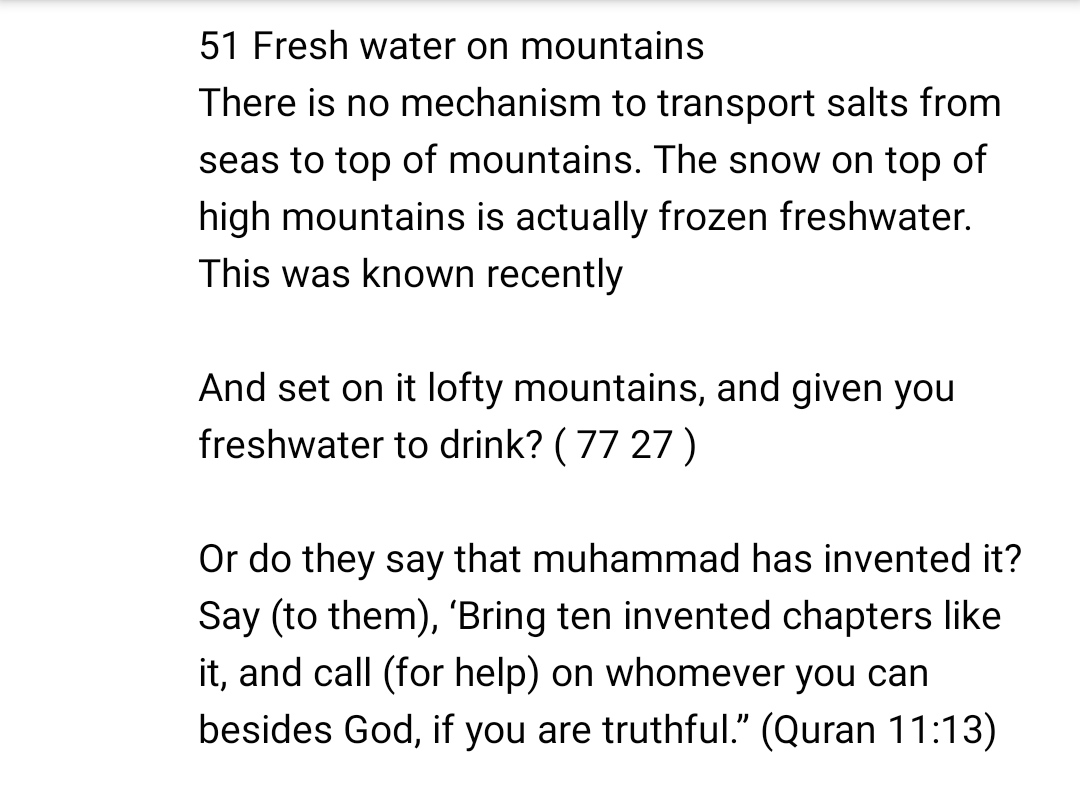 51 Fresh water on mountains
There is no mechanism to transport salts from
seas to top of mountains. The snow on top of
high mountains is actually frozen freshwater.
This was known recently
And set on it lofty mountains, and given you
freshwater to drink? ( 77 27 )
Or do they say that muhammad has invented it?
Say (to them), ‘Bring ten invented chapters like
it, and call (for help) on whomever you can
besides God, if you are truthful.” (Quran 11:13)